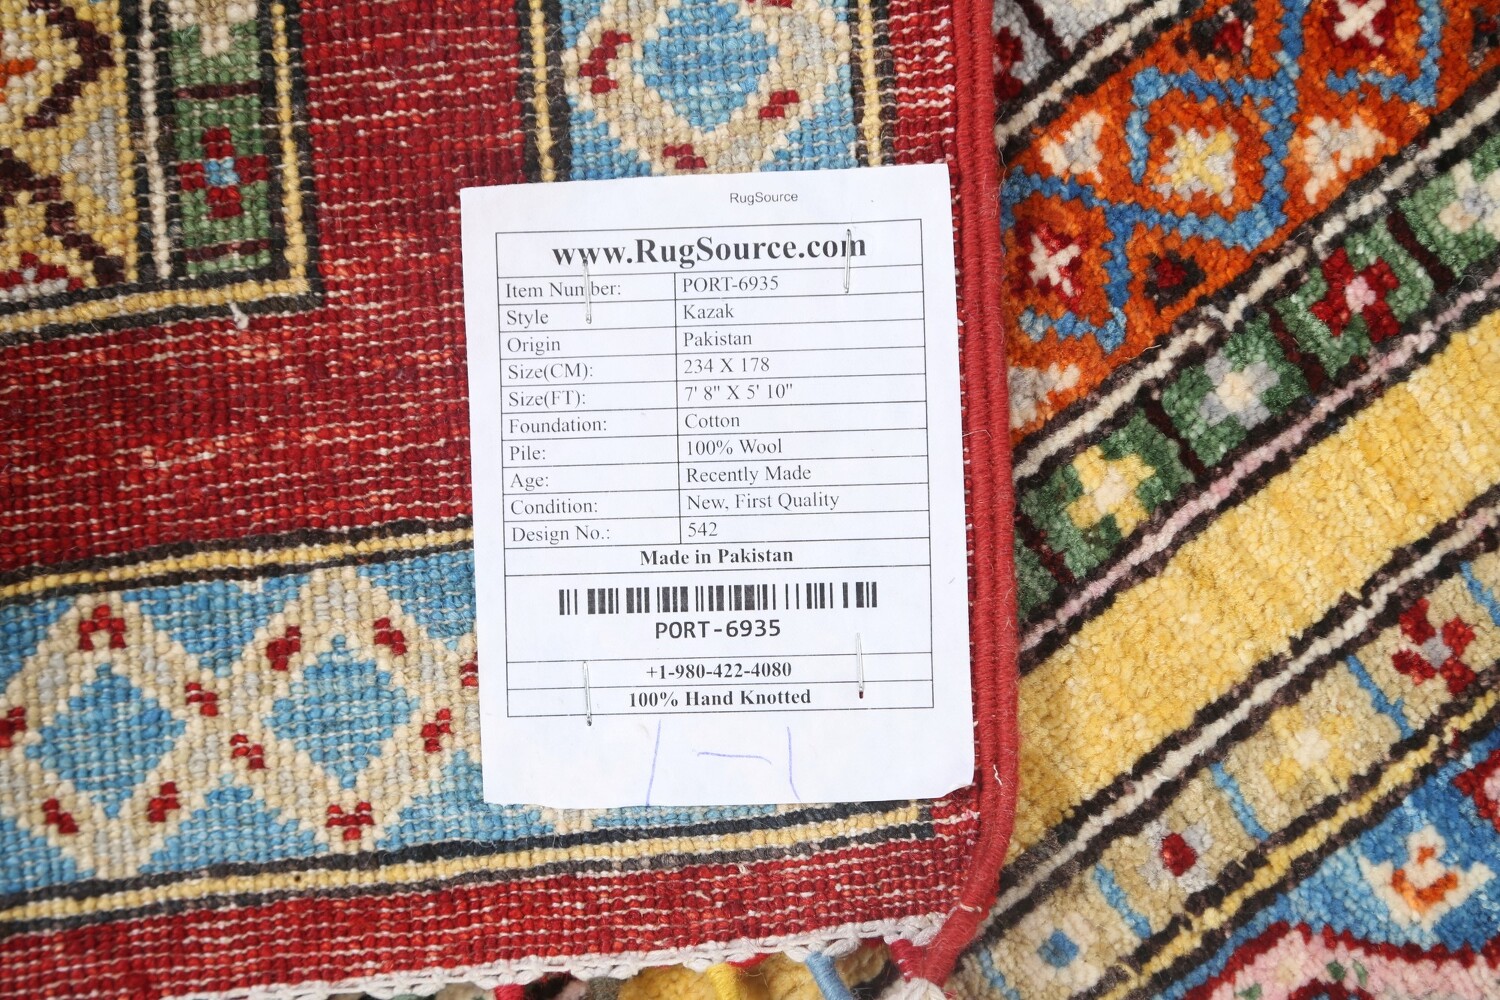 RugSource
www.RugSource.com
Item Number: PORT-6935
Style Kazak
Origin Pakistan
Size(CM): 234 X 178
Size(FT): 7' 8" X 5' 10"
Foundation: Cotton
Pile: 100% Wool
Age: Recently Made
Condition: New, First Quality
Design No.: 542
Made in Pakistan
PORT-6935
+1-980-422-4080
100% Hand Knotted
1-1